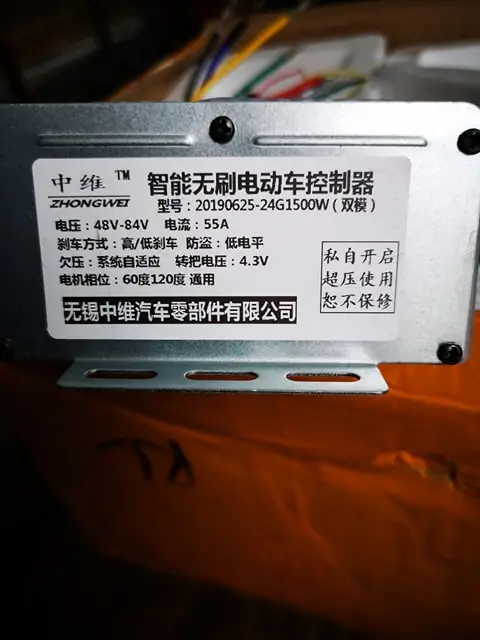 中维 ™
ZHONGWEI
智能无刷电动车控制器
型号：20190625-24G1500W（双模）
电压：48V-84V 电流：55A
刹车方式：高/低刹车 防盗：低电平
欠压：系统自适应 转把电压：4.3V
电机相位：60度120度 通用
无锡中维汽车零部件有限公司
私自开启
超压使用
恕不保修